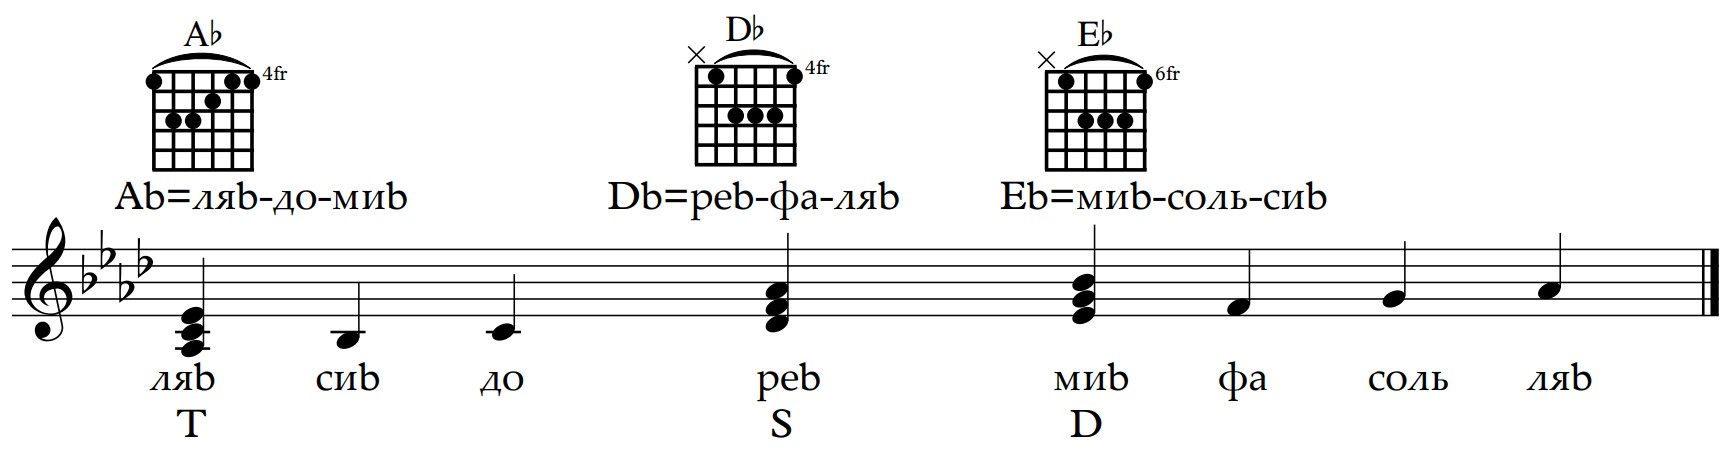 A♭ D♭ E♭
4fr 4fr 6fr
Ab=ляb-до-миb Db=реb-фа-ляb Eb=миb-соль-сиb
ляb сиb до реb миb фа соль ляb
T S D